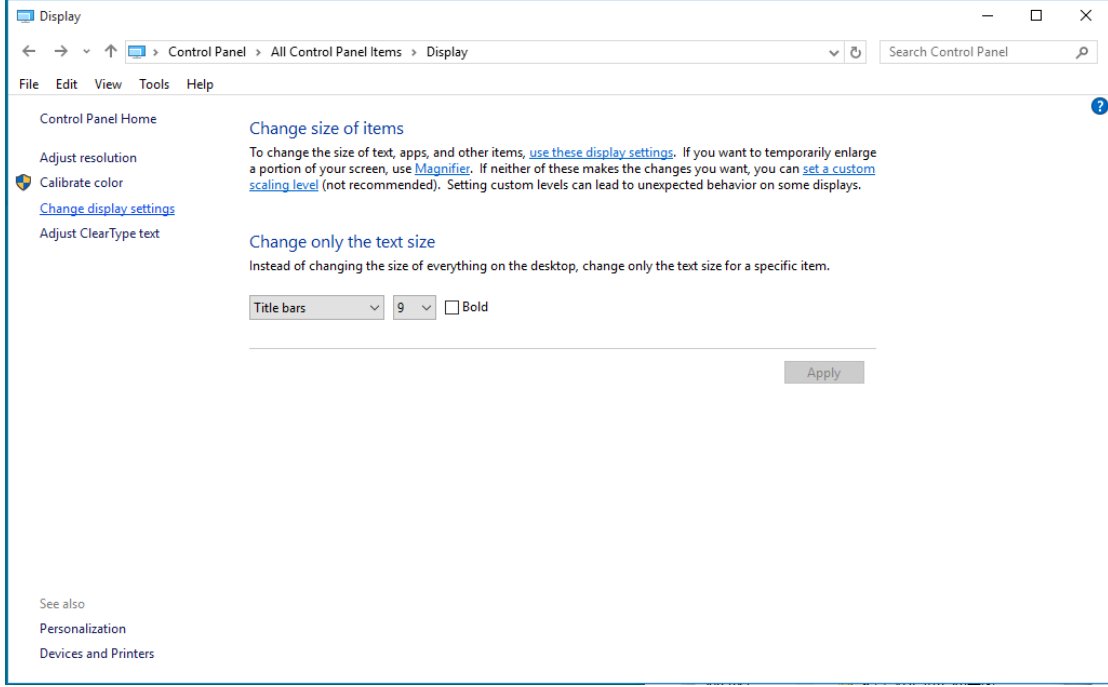 Display
Control Panel > All Control Panel Items > Display
Search Control Panel
File Edit View Tools Help
Control Panel Home
Adjust resolution
Calibrate color
Change display settings
Adjust ClearType text
Change size of items
To change the size of text, apps, and other items, use these display settings. If you want to temporarily enlarge
a portion of your screen, use Magnifier. If neither of these makes the changes you want, you can set a custom
scaling level (not recommended). Setting custom levels can lead to unexpected behavior on some displays.
Change only the text size
Instead of changing the size of everything on the desktop, change only the text size for a specific item.
Title bars 9 Bold
Apply
See also
Personalization
Devices and Printers